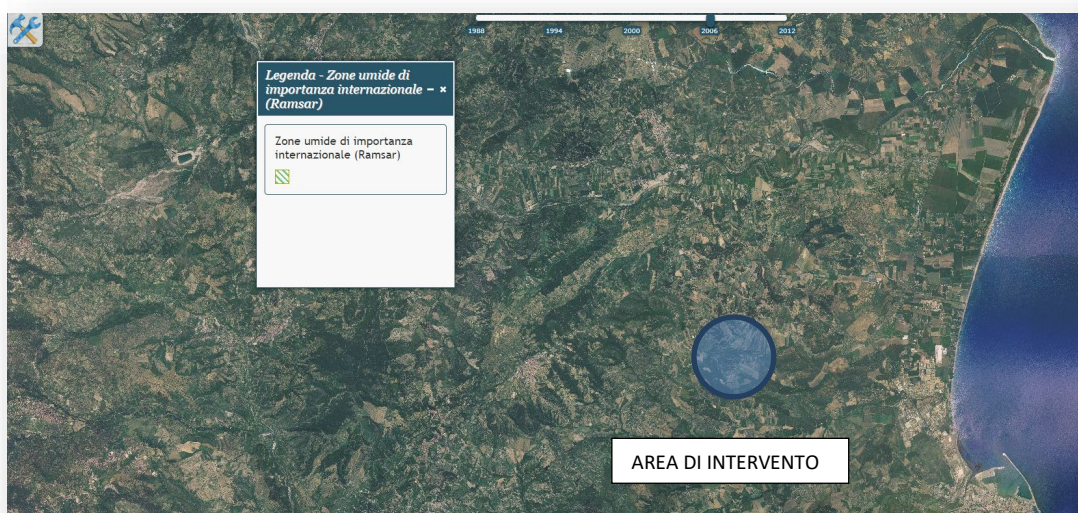 1988 1994 2000 2006 2012
Legenda - Zone umide di
importanza internazionale
(Ramsar)
Zone umide di importanza
internazionale (Ramsar)
AREA DI INTERVENTO